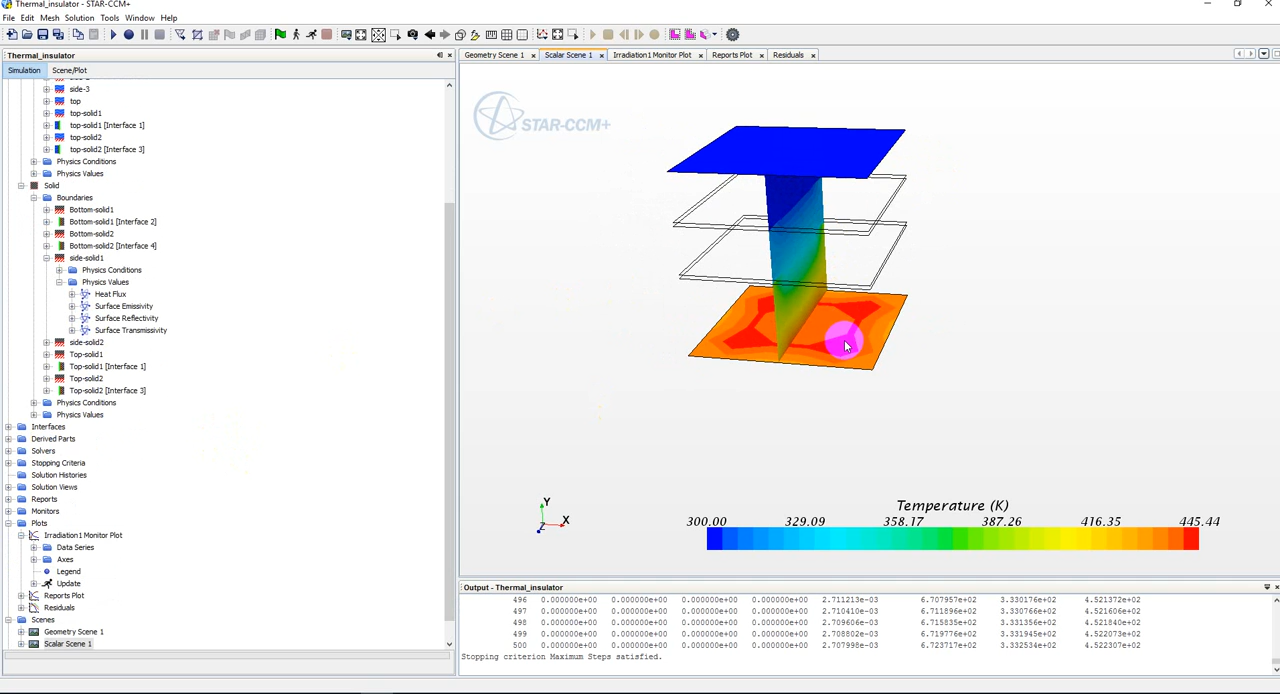 Thermal_insulator - STAR-CCM+
File Edit Mesh Solution Tools Window Help
Thermal_insulator
Simulation Scene/Plot
side-2
side-3
top
top-solid1
top-solid1 [Interface 1]
top-solid2
top-solid2 [Interface 3]
Physics Conditions
Physics Values
Solid
Boundaries
Bottom-solid1
Bottom-solid1 [Interface 2]
Bottom-solid2
Bottom-solid2 [Interface 4]
side-solid1
Physics Conditions
Physics Values
Heat Flux
Surface Emissivity
Surface Reflectivity
Surface Transmissivity
side-solid2
Top-solid1
Top-solid1 [Interface 1]
Top-solid2
Top-solid2 [Interface 3]
Physics Conditions
Physics Values
Interfaces
Derived Parts
Solvers
Stopping Criteria
Solution Histories
Solution Views
Reports
Monitors
Plots
Irradiation1 Monitor Plot
Data Series
Axes
Legend
Update
Reports Plot
Residuals
Scenes
Geometry Scene 1
Scalar Scene 1
Geometry Scene 1 Scalar Scene 1 Irradiation1 Monitor Plot Reports Plot Residuals
STAR-CCM+
Y
X
Z
Temperature (K)
300.00 329.09 358.17 387.26 416.35 445.44
Output - Thermal_insulator
496 0.000000e+00 0.000000e+00 0.000000e+00 0.000000e+00 2.711213e-03 6.707957e+02 3.330176e+02 4.521372e+02
497 0.000000e+00 0.000000e+00 0.000000e+00 0.000000e+00 2.710410e-03 6.711896e+02 3.330766e+02 4.521606e+02
498 0.000000e+00 0.000000e+00 0.000000e+00 0.000000e+00 2.709606e-03 6.715835e+02 3.331356e+02 4.521840e+02
499 0.000000e+00 0.000000e+00 0.000000e+00 0.000000e+00 2.708802e-03 6.719776e+02 3.331945e+02 4.522073e+02
500 0.000000e+00 0.000000e+00 0.000000e+00 0.000000e+00 2.707998e-03 6.723717e+02 3.332534e+02 4.522307e+02
Stopping criterion Maximum Steps satisfied.